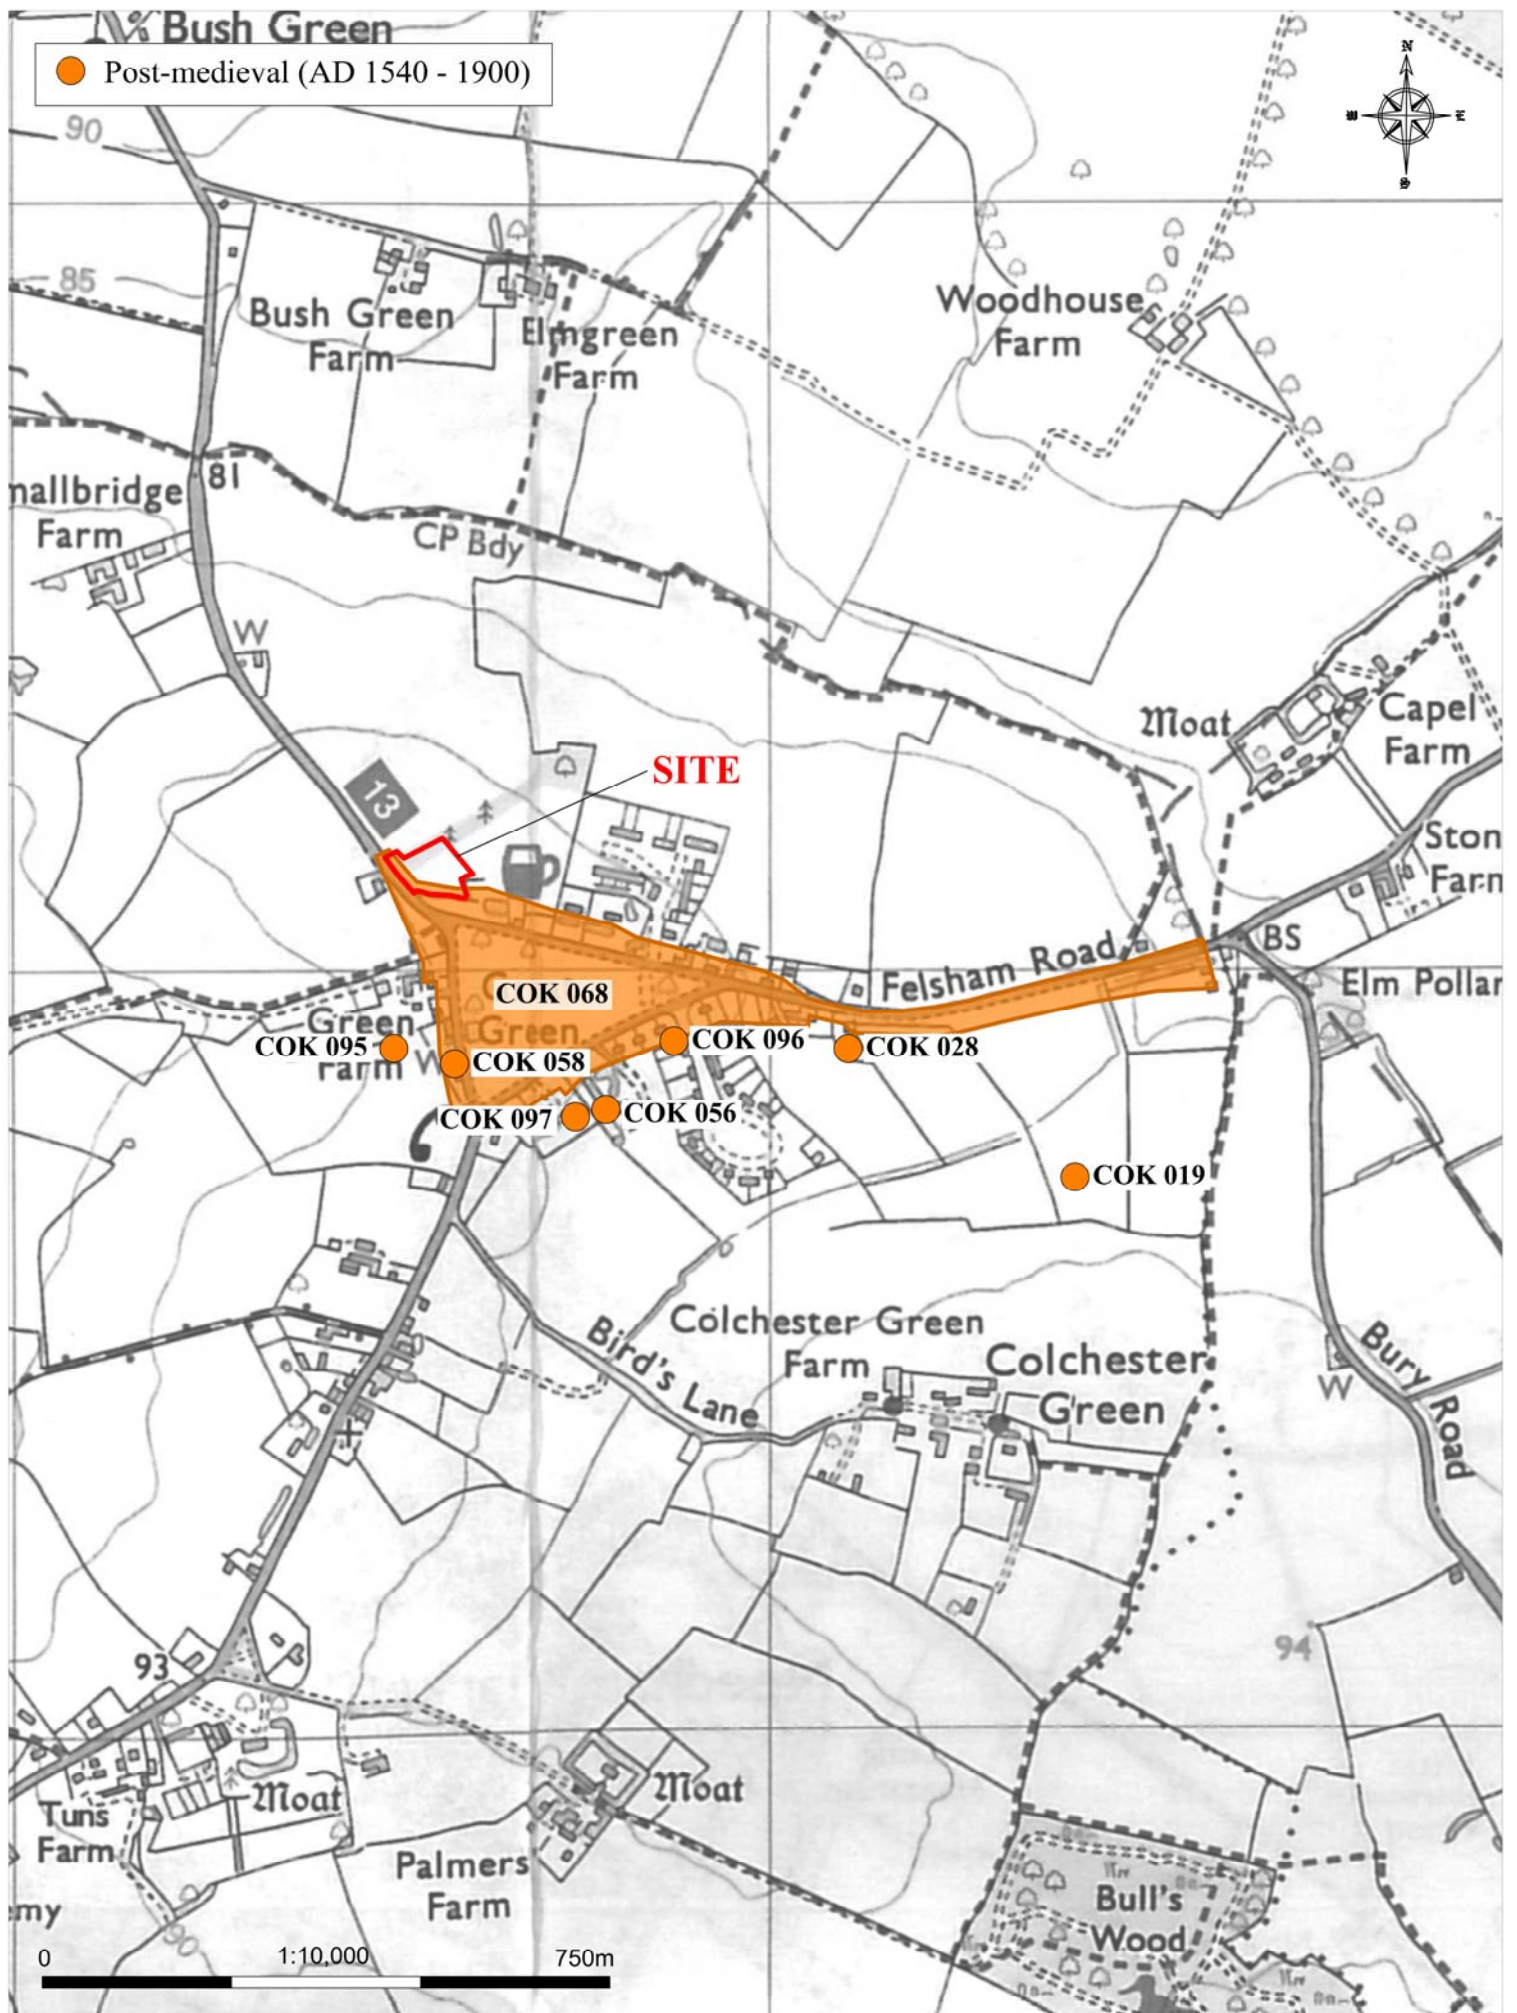 Bush Green
Post-medieval (AD 1540 - 1900)
N
E
S
90
85
Bush Green
Farm
Elmgreen
Farm
Woodhouse
Farm
81
mallbridge
Farm
CP Bdy
W
Moat
Capel
Farm
SITE
13
Ston
Farm
BS
Felsham Road
Elm Pollar
COK 068
Green
Green
Farm
COK 095
W
COK 058
COK 096
COK 028
COK 097
COK 056
COK 019
Colchester Green
Farm
Colchester
Green
Bird's Lane
Bury Road
W
93
94
Moat
Moat
Tuns
Farm
Palmers
Farm
Bull's
Wood
my
90
0
1:10,000
750m